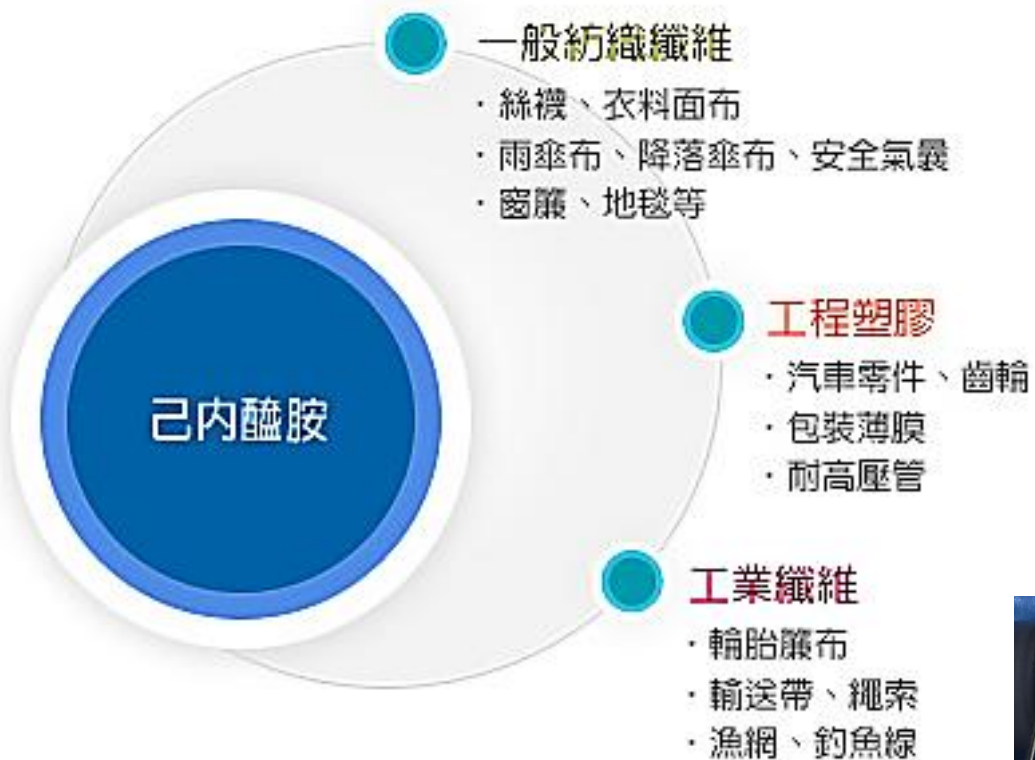 一般紡織纖維
·絲襪、衣料面布
·雨傘布、降落傘布、安全氣曩
·窗簾、地毯等
工程塑膠
·汽車零件、齒輪
·包裝薄膜
·耐高壓管
己内醯胺
工業纖維
·輪胎簾布
·輸送帶、繩索
·漁網、釣魚線